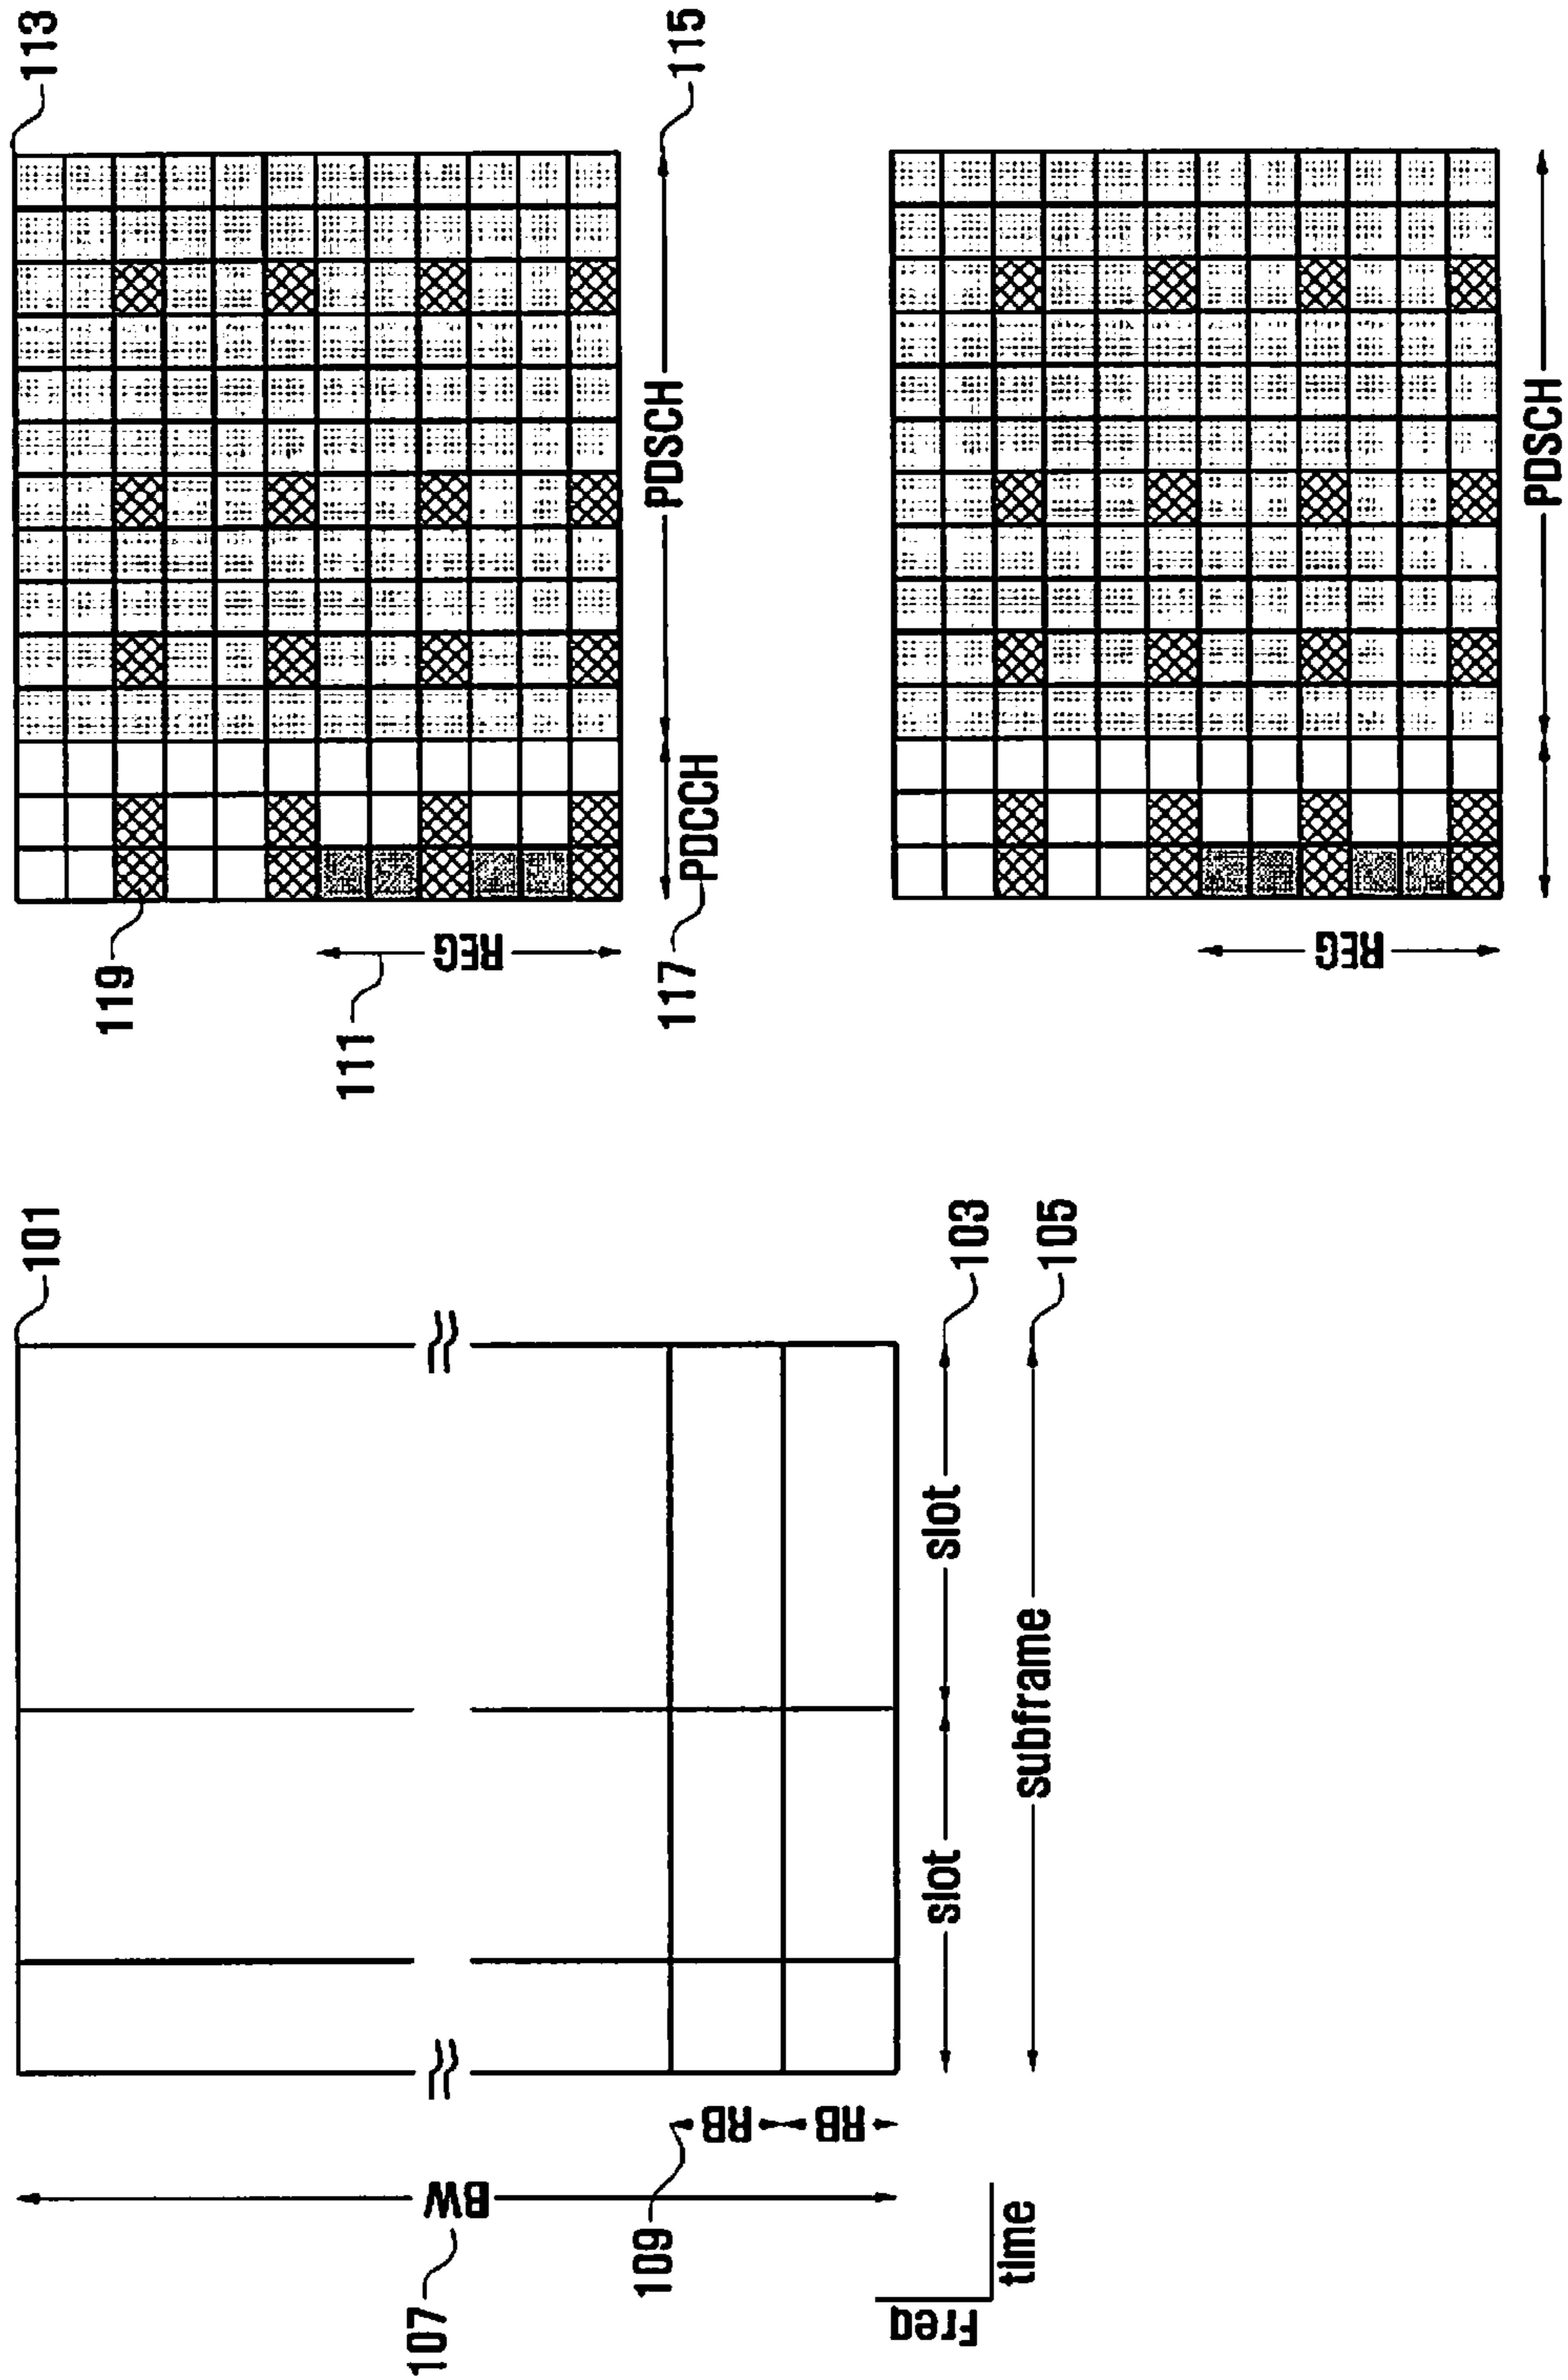 101
BW
107
RB
RB
109
slot
slot
103
subframe
105
Freq
time
113
119
REG
111
PDCCH
PDSCH
115
117
REG
PDSCH